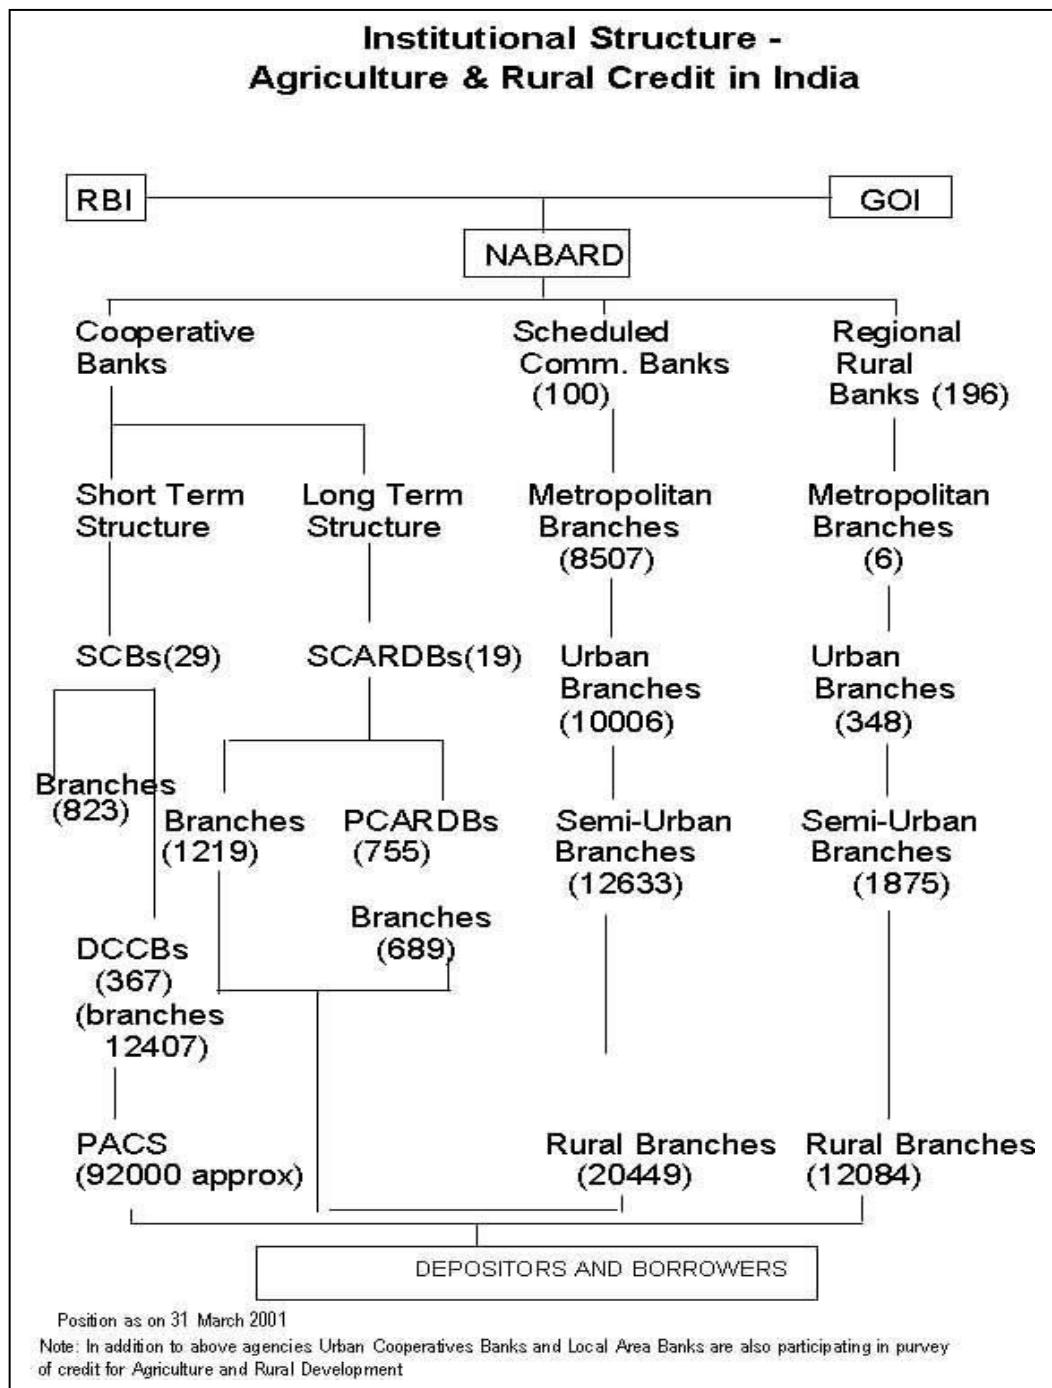 Institutional Structure -
Agriculture & Rural Credit in India
RBI
GOI
NABARD
Cooperative
Banks
Scheduled
Comm. Banks
(100)
Regional
Rural
Banks (196)
Short Term
Structure
Long Term
Structure
Metropolitan
Branches
(8507)
Metropolitan
Branches
(6)
SCBs(29)
SCARDBs(19)
Urban
Branches
(10006)
Urban
Branches
(348)
Branches
(823)
Branches
(1219)
PCARDBs
(755)
Semi-Urban
Branches
(12633)
Semi-Urban
Branches
(1875)
Branches
(689)
DCCBs
(367)
(branches
12407)
PACS
(92000 approx)
Rural Branches
(20449)
Rural Branches
(12084)
DEPOSITORS AND BORROWERS
Position as on 31 March 2001
Note: In addition to above agencies Urban Cooperatives Banks and Local Area Banks are also participating in purvey
of credit for Agriculture and Rural Development